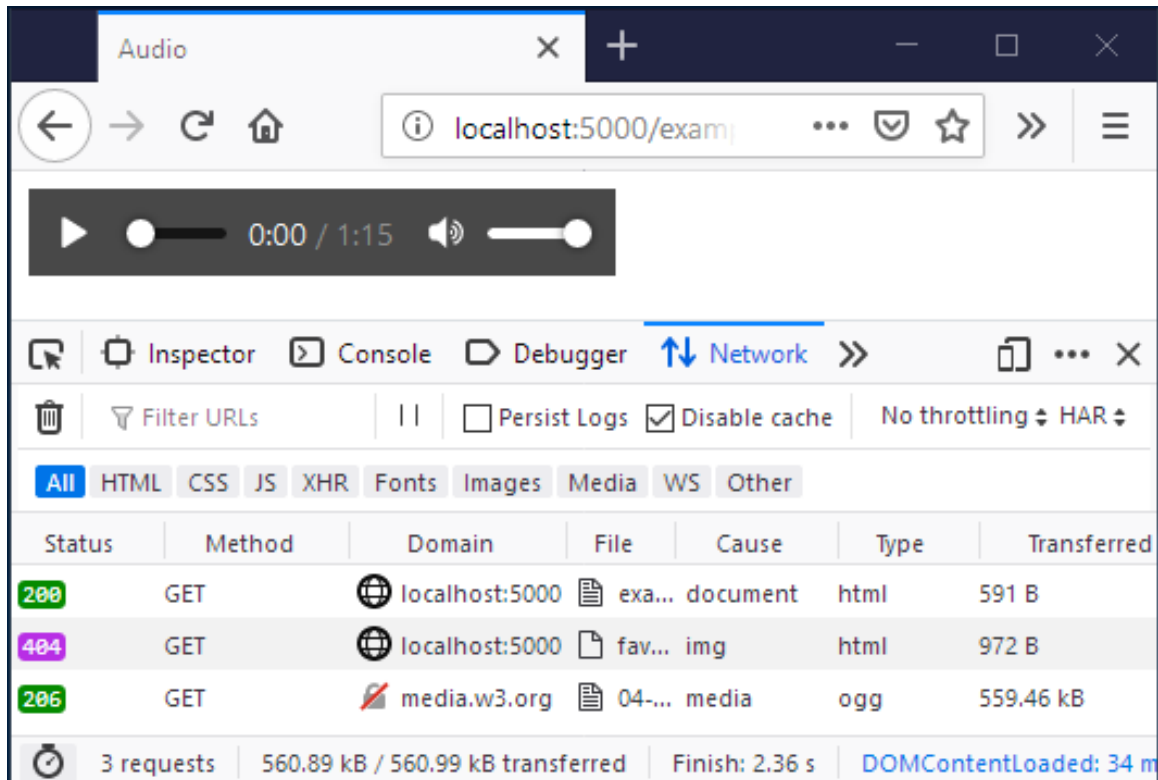 Audio
localhost:5000/examp
0:00 / 1:15
Inspector Console Debugger Network
Filter URLs Persist Logs Disable cache No throttling HAR
All HTML CSS JS XHR Fonts Images Media WS Other
Status Method Domain File Cause Type Transferred
200 GET localhost:5000 exa... document html 591 B
404 GET localhost:5000 fav... img html 972 B
206 GET media.w3.org 04-... media ogg 559.46 kB
3 requests 560.89 kB / 560.99 kB transferred Finish: 2.36 s DOMContentLoaded: 34 m